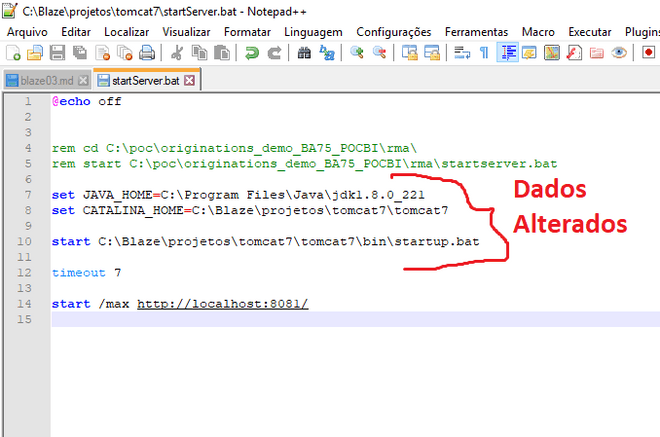 C:\Blaze\projetos\tomcat7\startServer.bat - Notepad++
Arquivo Editar Localizar Visualizar Formatar Linguagem Configurações Ferramentas Macro Executar Plugins
blaze03.md startServer.bat
1 @echo off
2
3
4 rem cd C:\poc\originations_demo_BA75_POCBI\rma\
5 rem start C:\poc\originations_demo_BA75_POCBI\rma\startserver.bat
6
7 set JAVA_HOME=C:\Program Files\Java\jdk1.8.0_221
8 set CATALINA_HOME=C:\Blaze\projetos\tomcat7\tomcat7
9
10 start C:\Blaze\projetos\tomcat7\tomcat7\bin\startup.bat
11
12 timeout 7
13
14 start /max http://localhost:8081/
15
Dados
Alterados